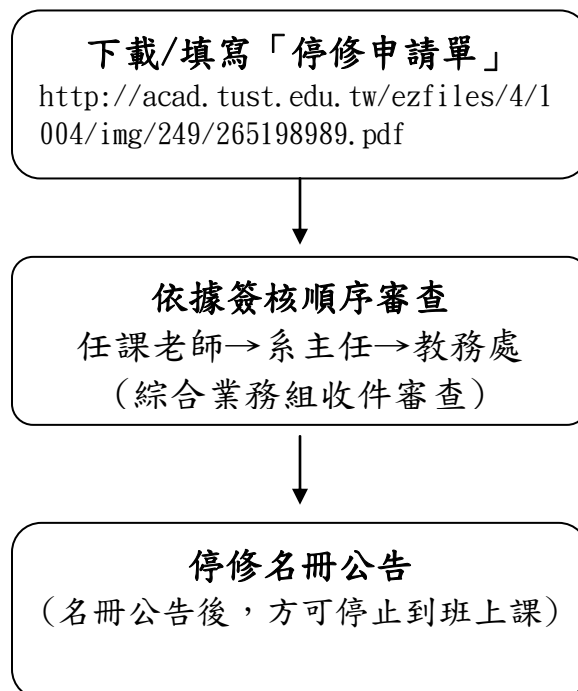 下載/填寫「停修申請單」
http://acad.tust.edu.tw/ezfiles/4/1
004/img/249/265198989.pdf
依據簽核順序審查
任課老師→系主任→教務處
(綜合業務組收件審查)
停修名冊公告
(名冊公告後，方可停止到班上課)